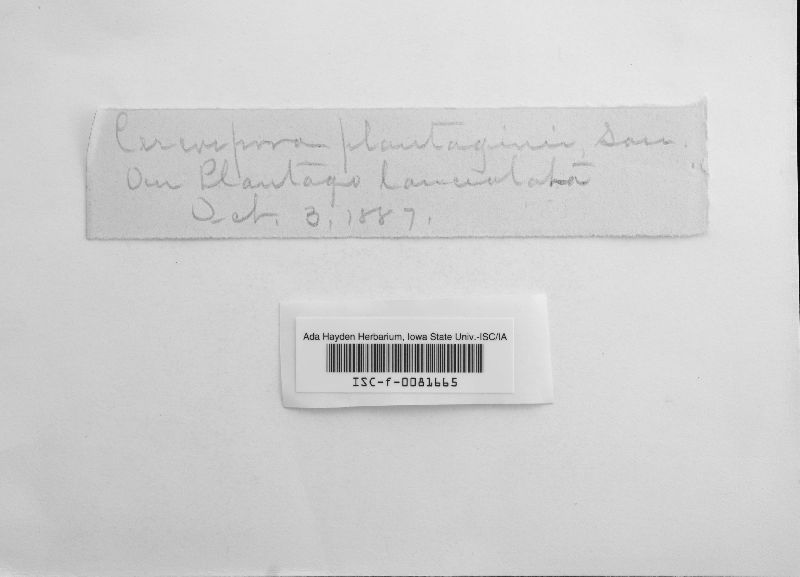 Cercospora plantaginis, Sacc.
On Plantago lanceolata
Oct. 3, 1887.
Ada Hayden Herbarium, Iowa State Univ.-ISC/IA
ISC-f-0081665